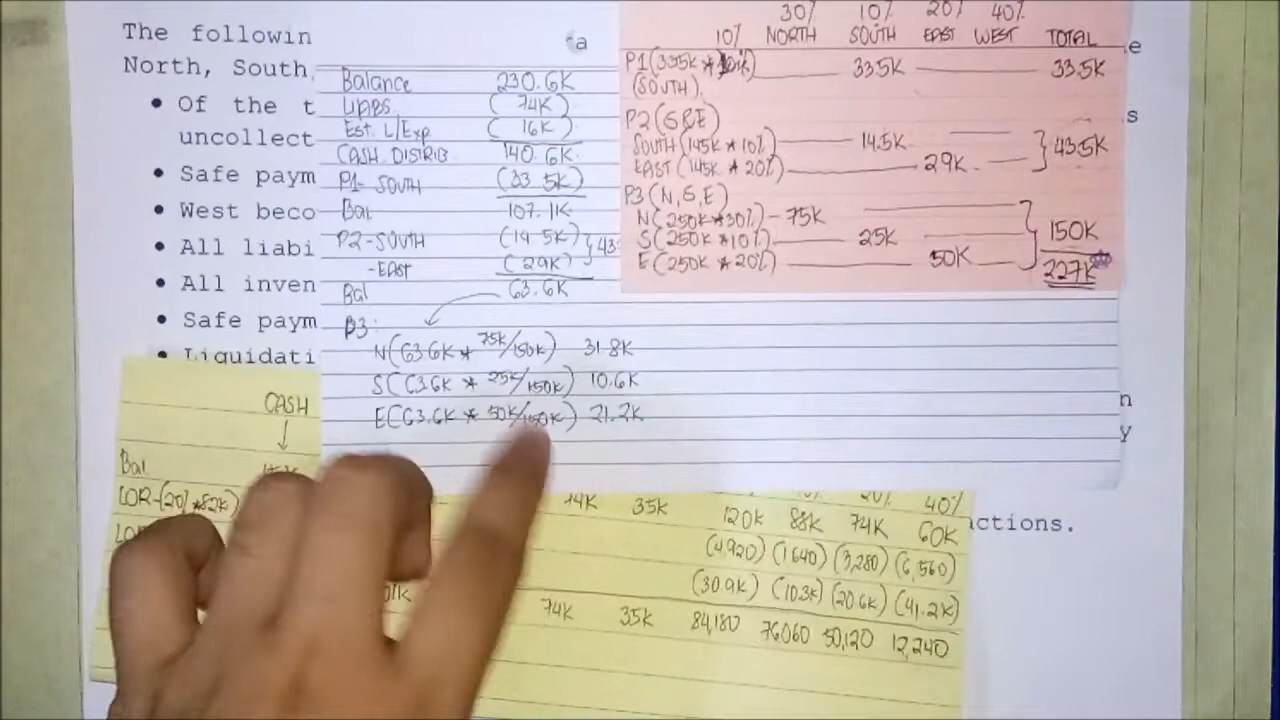 The followin
North, South,
• Of the t
uncollect
• Safe paym
• West beco
• All liabi
• All inven
• Safe paym
• Liquidati
a
e
s
n
y
actions.
30% 10% 20% 40%
10% NORTH SOUTH EAST WEST TOTAL
P1(335K * 33.5K 33.5K
(SOUTH)
P2(S&E)
SOUTH(145K * 10%) 14.5K
EAST (145K * 20%) 29K } 43.5K
P3(N,S,E)
N(250K*30%) - 75K
S(250K*10%) 25K 150K
E(250K * 20%) 50K 227K
Balance 230.6K
LIABS. (74K)
Est. L/Exp (16K)
CASH DISTRIB 140.6K
P1- SOUTH (33.5K)
Bal. 107.1K
P2-SOUTH (14.5K) } 43
-EAST (29K)
Bal 63.6K
P3:
N(63.6K * 75K/150K) 31.8K
S(63.6K * 25K/150K) 10.6K
E(63.6K * 50K/150K) 21.2K
CASH
Bal
LOR-(20%*82K)
20% 40%
74K 35K 120K 88K 74K 60K
(4,920) (1640) (3,280) (6,560)
(30.9K) (10.3K) (20.6K) (41.2K)
74K 35K 84,180 76,060 50,120 12,240